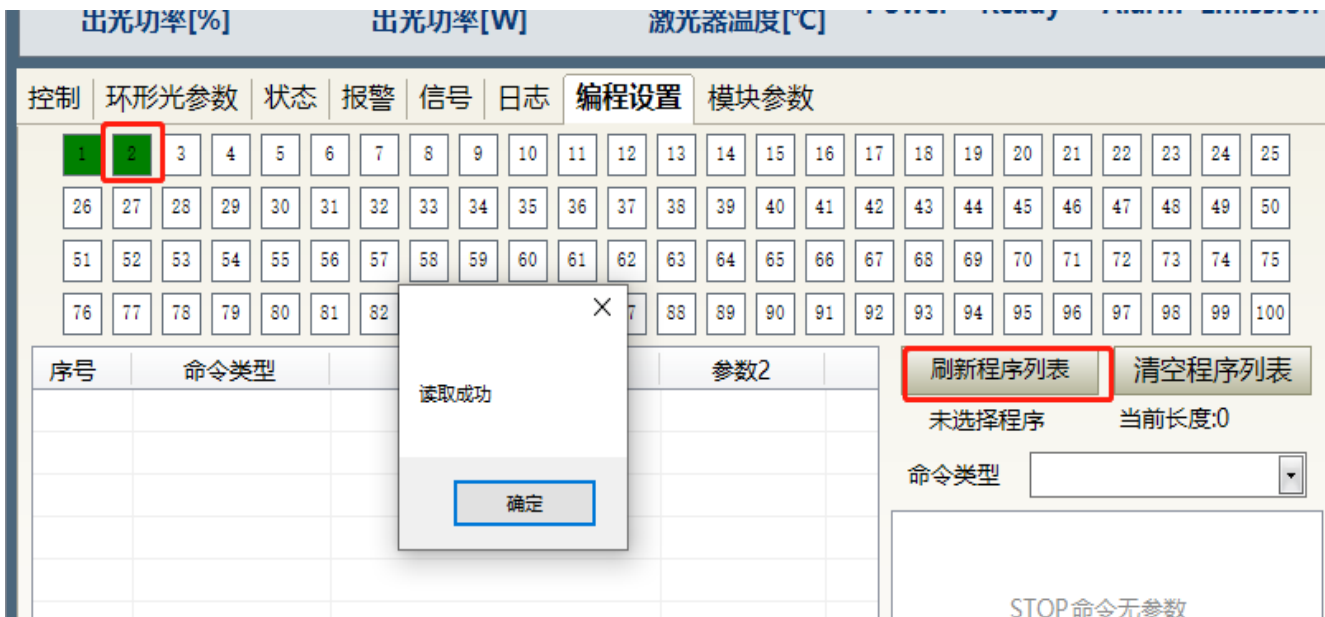 出光功率[%] 出光功率[W] 激光器温度[℃] Power Ready Alarm Emission
控制 环形光参数 状态 报警 信号 日志 编程设置 模块参数
1 2 3 4 5 6 7 8 9 10 11 12 13 14 15 16 17 18 19 20 21 22 23 24 25
26 27 28 29 30 31 32 33 34 35 36 37 38 39 40 41 42 43 44 45 46 47 48 49 50
51 52 53 54 55 56 57 58 59 60 61 62 63 64 65 66 67 68 69 70 71 72 73 74 75
76 77 78 79 80 81 82 7 88 89 90 91 92 93 94 95 96 97 98 99 100
序号 命令类型 参数2 刷新程序列表 清空程序列表
读取成功
未选择程序 当前长度:0
命令类型
确定
STOP命令无参数